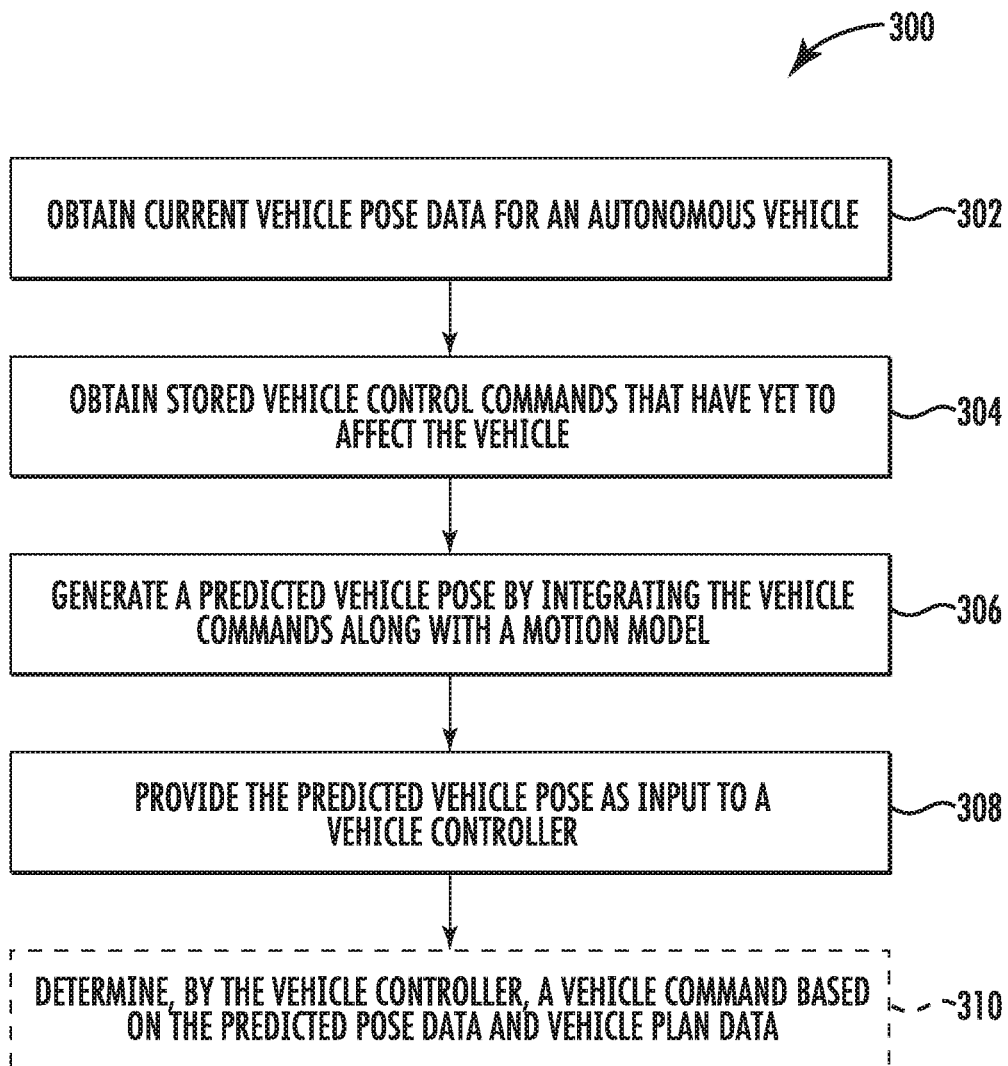 300
OBTAIN CURRENT VEHICLE POSE DATA FOR AN AUTONOMOUS VEHICLE
302
OBTAIN STORED VEHICLE CONTROL COMMANDS THAT HAVE YET TO
AFFECT THE VEHICLE
304
GENERATE A PREDICTED VEHICLE POSE BY INTEGRATING THE VEHICLE
COMMANDS ALONG WITH A MOTION MODEL
306
PROVIDE THE PREDICTED VEHICLE POSE AS INPUT TO A
VEHICLE CONTROLLER
308
DETERMINE, BY THE VEHICLE CONTROLLER, A VEHICLE COMMAND BASED
ON THE PREDICTED POSE DATA AND VEHICLE PLAN DATA
310